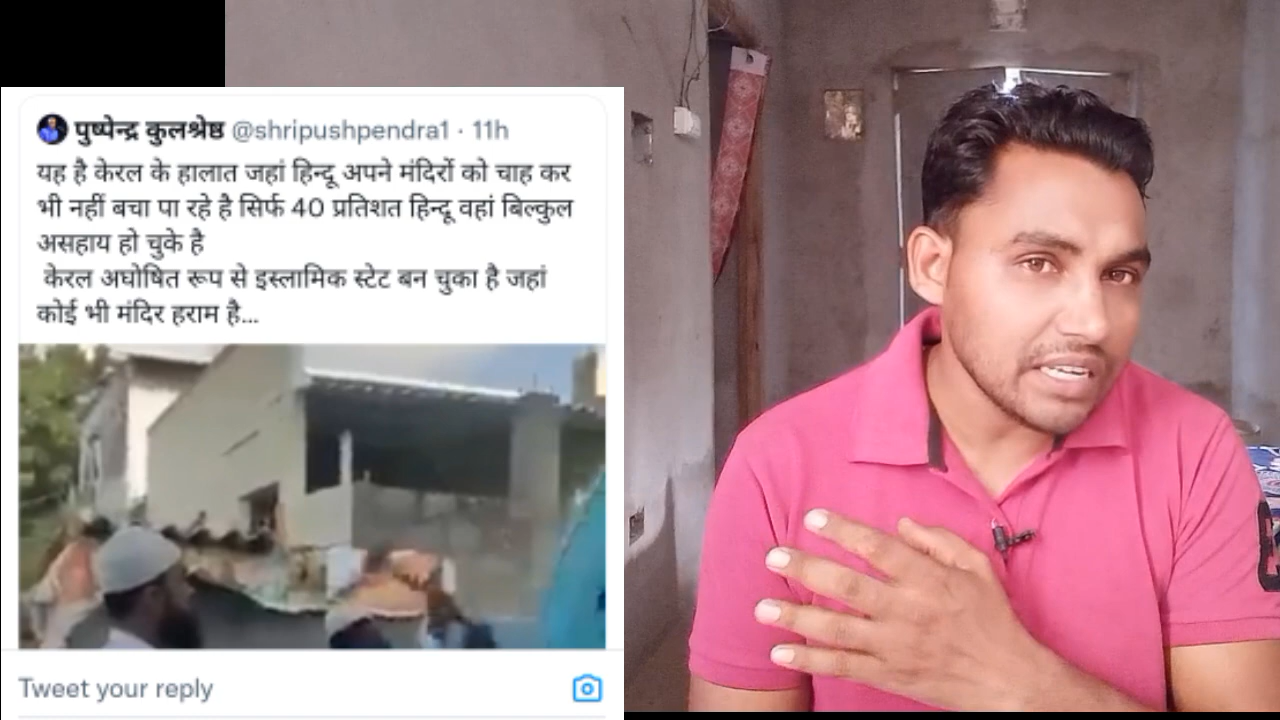 पुष्पेन्द्र कुलश्रेष्ठ @shripushpendra1 · 11h
यह है केरल के हालात जहां हिन्दू अपने मंदिरों को चाह कर
भी नहीं बचा पा रहे है सिर्फ 40 प्रतिशत हिन्दू वहां बिल्कुल
असहाय हो चुके है
केरल अघोषित रूप से इस्लामिक स्टेट बन चुका है जहां
कोई भी मंदिर हराम है...
Tweet your reply